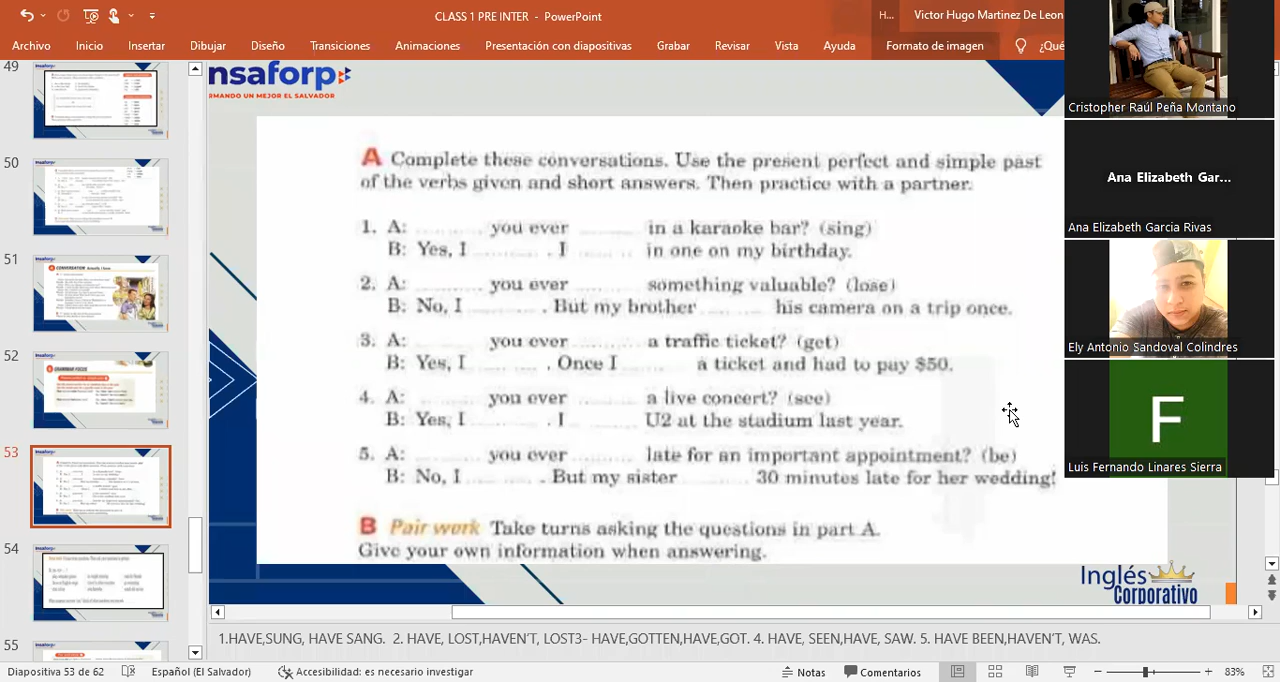 CLASS 1 PRE INTER - PowerPoint
H...
Victor Hugo Martinez De Leon
Archivo Inicio Insertar Dibujar Diseño Transiciones Animaciones Presentación con diapositivas Grabar Revisar Vista Ayuda Formato de imagen ¿Qué
49
50
51
52
53
54
55
nsaforp
RMANDO UN MEJOR EL SALVADOR
A Complete these conversations. Use the present perfect and simple past
of the verbs given and short answers. Then practice with a partner.
1. A: ............ you ever ............ in a karaoke bar? (sing)
B: Yes, I ............ . I ............ in one on my birthday.
2. A: ............ you ever ............ something valuable? (lose)
B: No, I ............ . But my brother ............ his camera on a trip once.
3. A: ............ you ever ............ a traffic ticket? (get)
B: Yes, I ............ . Once I ............ a ticket and had to pay $50.
4. A: ............ you ever ............ a live concert? (see)
B: Yes, I ............ . I ............ U2 at the stadium last year.
5. A: ............ you ever ............ late for an important appointment? (be)
B: No, I ............ . But my sister ............ 30 minutes late for her wedding!
B Pair work Take turns asking the questions in part A.
Give your own information when answering.
Inglés
Corporativo
1.HAVE,SUNG, HAVE SANG. 2. HAVE, LOST,HAVEN'T, LOST3- HAVE,GOTTEN,HAVE,GOT. 4. HAVE, SEEN,HAVE, SAW. 5. HAVE BEEN,HAVEN'T, WAS.
Diapositiva 53 de 62 Español (El Salvador) Accesibilidad: es necesario investigar Notas Comentarios 83%
Cristopher Raúl Peña Montano
Ana Elizabeth Gar...
Ana Elizabeth Garcia Rivas
Ely Antonio Sandoval Colindres
F
Luis Fernando Linares Sierra